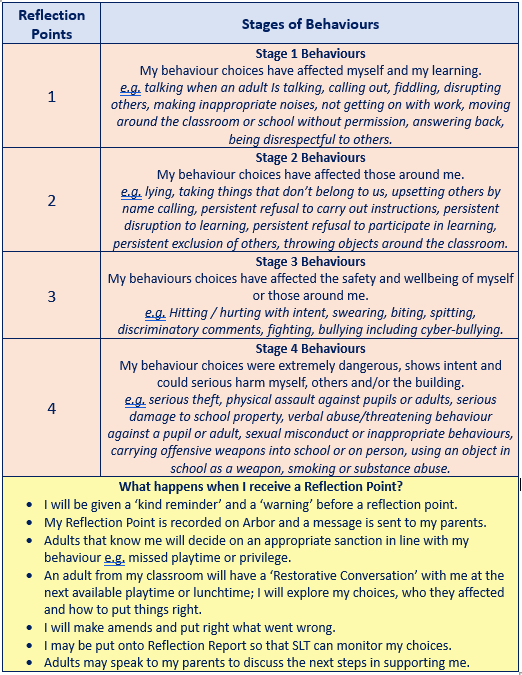 Reflection
Points
Stages of Behaviours
1
Stage 1 Behaviours
My behaviour choices have affected myself and my learning.
e.g. talking when an adult Is talking, calling out, fiddling, disrupting
others, making inappropriate noises, not getting on with work, moving
around the classroom or school without permission, answering back,
being disrespectful to others.
2
Stage 2 Behaviours
My behaviour choices have affected those around me.
e.g. lying, taking things that don’t belong to us, upsetting others by
name calling, persistent refusal to carry out instructions, persistent
disruption to learning, persistent refusal to participate in learning,
persistent exclusion of others, throwing objects around the classroom.
3
Stage 3 Behaviours
My behaviours choices have affected the safety and wellbeing of myself
or those around me.
e.g. Hitting / hurting with intent, swearing, biting, spitting,
discriminatory comments, fighting, bullying including cyber-bullying.
4
Stage 4 Behaviours
My behaviour choices were extremely dangerous, shows intent and
could serious harm myself, others and/or the building.
e.g. serious theft, physical assault against pupils or adults, serious
damage to school property, verbal abuse/threatening behaviour
against a pupil or adult, sexual misconduct or inappropriate behaviours,
carrying offensive weapons into school or on person, using an object in
school as a weapon, smoking or substance abuse.
What happens when I receive a Reflection Point?
• I will be given a ‘kind reminder’ and a ‘warning’ before a reflection point.
• My Reflection Point is recorded on Arbor and a message is sent to my parents.
• Adults that know me will decide on an appropriate sanction in line with my
behaviour e.g. missed playtime or privilege.
• An adult from my classroom will have a ‘Restorative Conversation’ with me at the
next available playtime or lunchtime; I will explore my choices, who they affected
and how to put things right.
• I will make amends and put right what went wrong.
• I may be put onto Reflection Report so that SLT can monitor my choices.
• Adults may speak to my parents to discuss the next steps in supporting me.